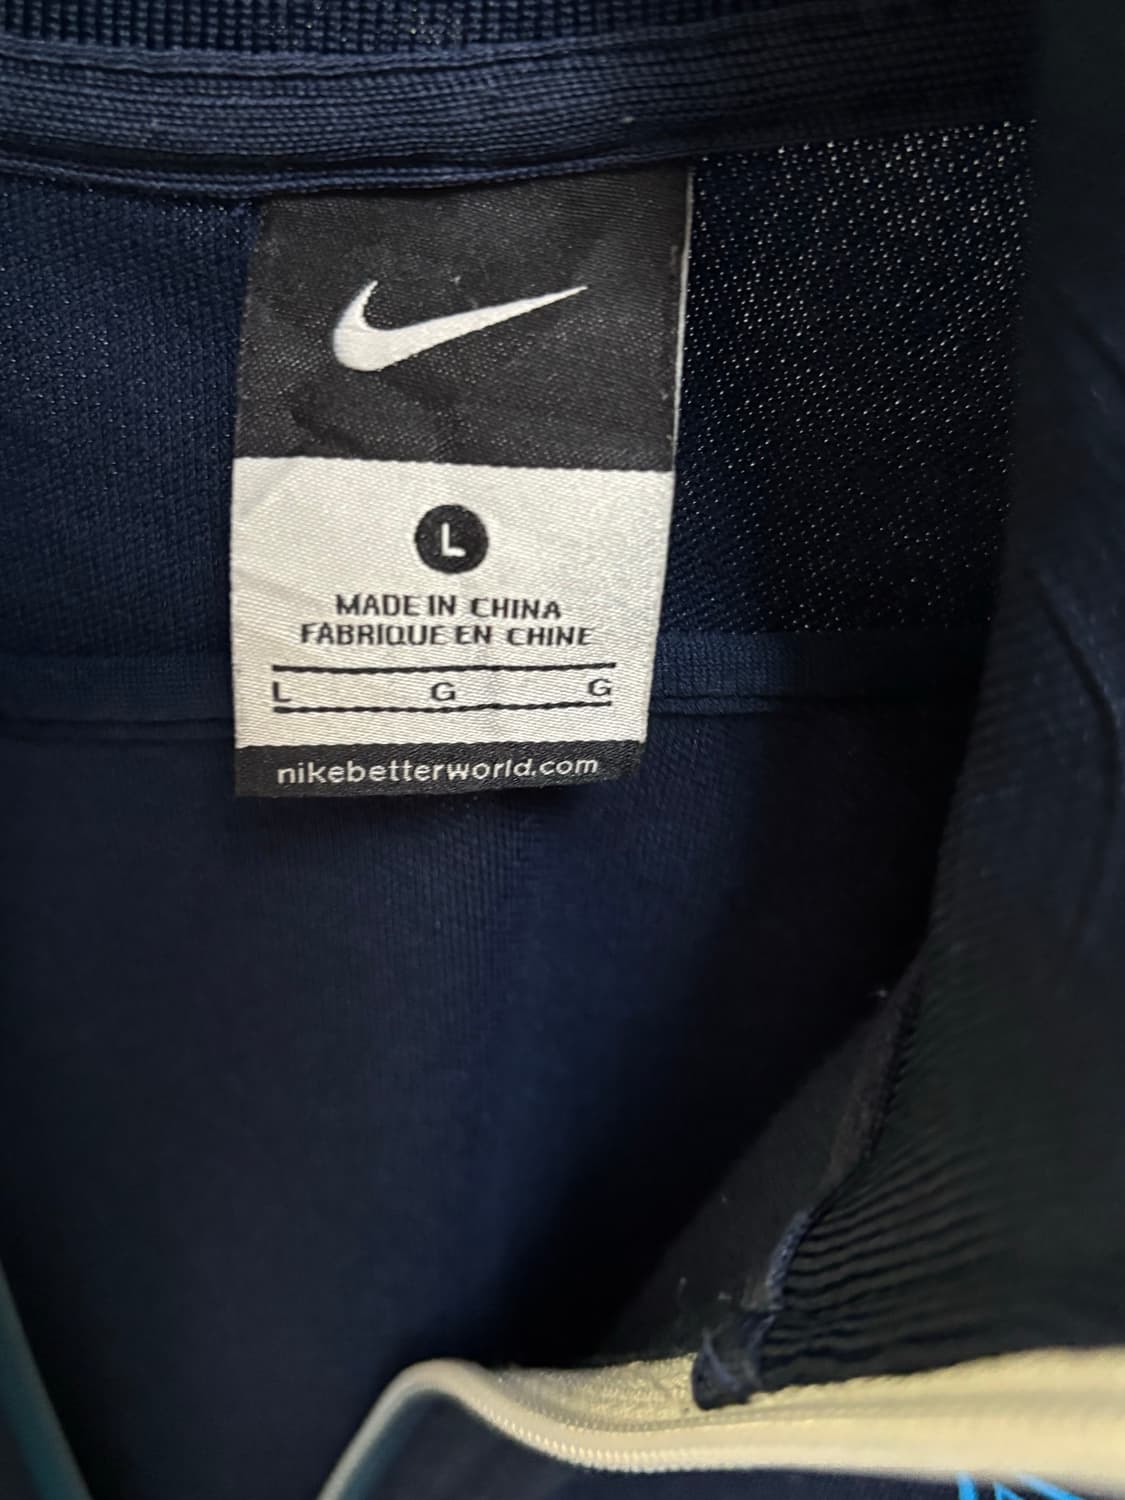 L
MADE IN CHINA
FABRIQUE EN CHINE
L G G
nikebetterworld.com